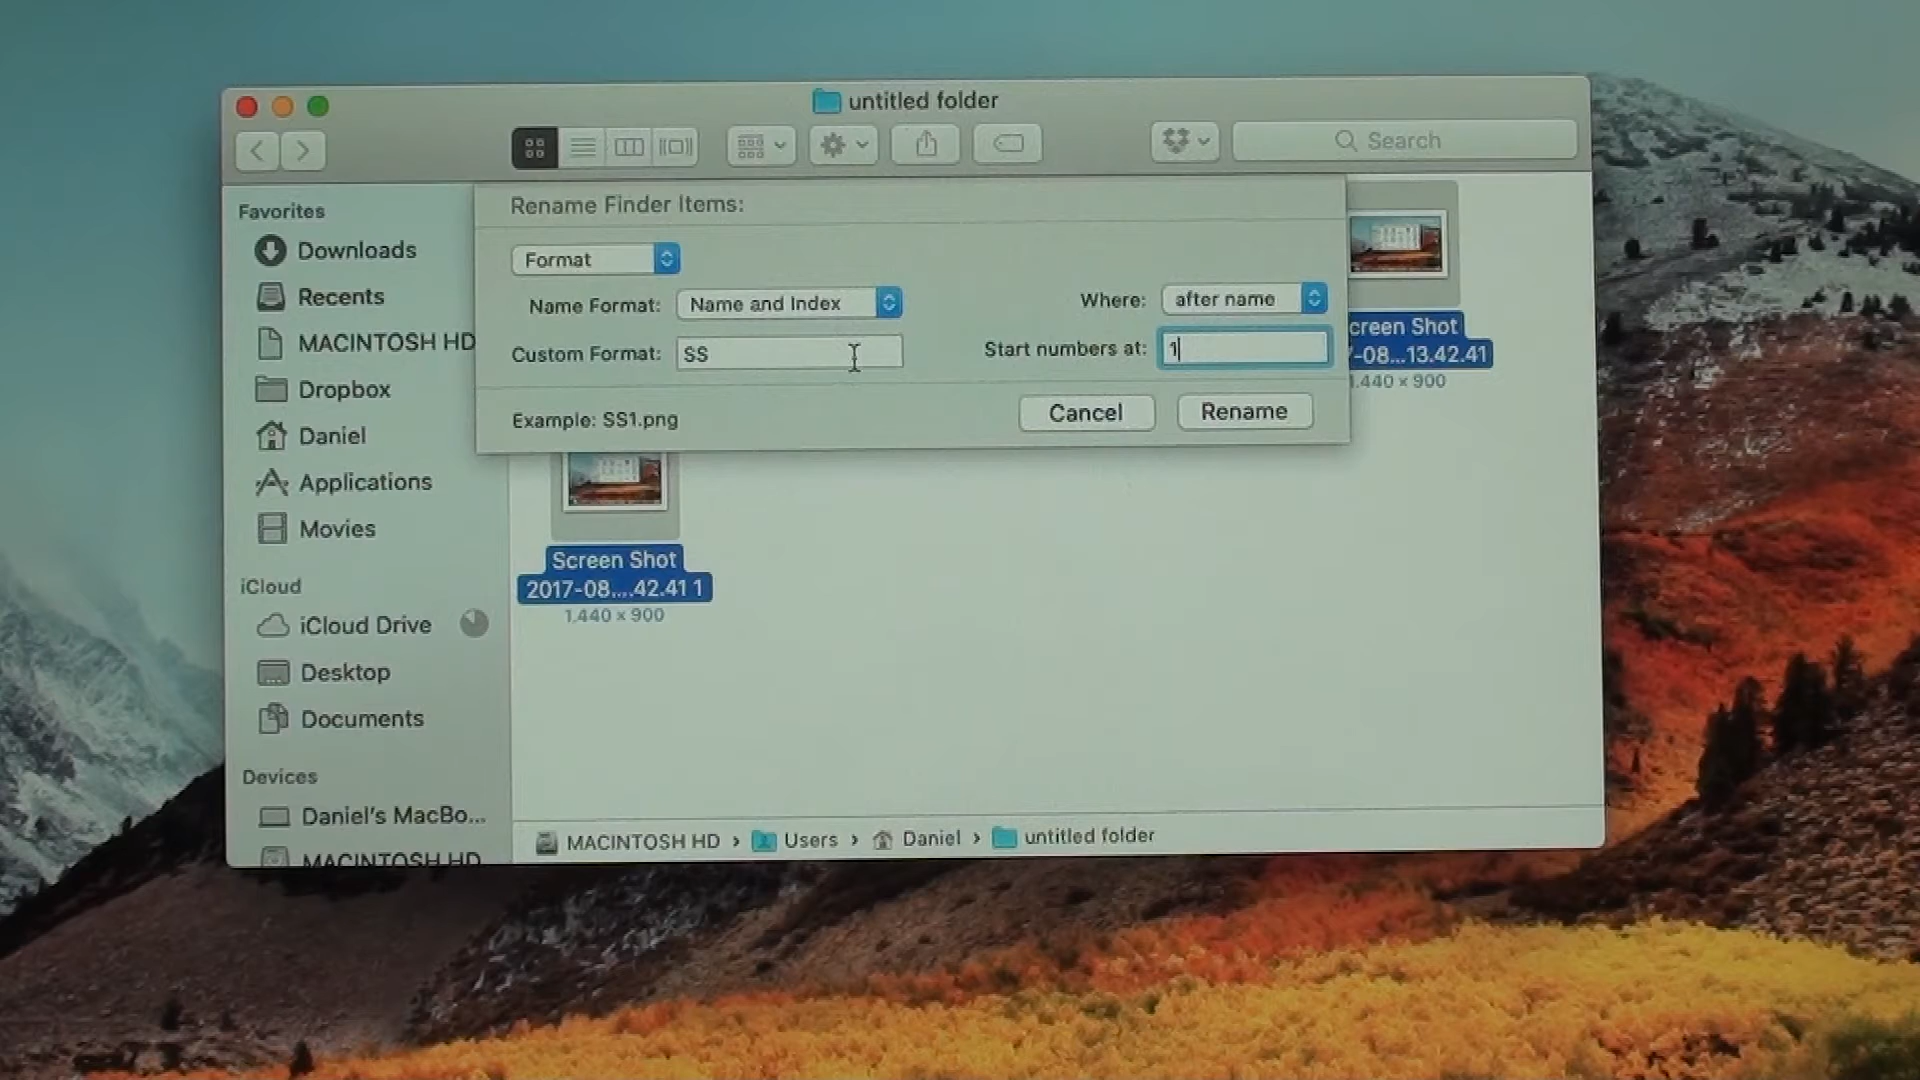 untitled folder
Search
Favorites
Downloads
Recents
MACINTOSH HD
Dropbox
Daniel
Applications
Movies
iCloud
iCloud Drive
Desktop
Documents
Devices
Daniel's MacBo...
MACINTOSH HD
Rename Finder Items:
Format
Name Format: Name and Index
Where: after name
Custom Format: SS
Start numbers at: 1
Example: SS1.png
Cancel
Rename
creen Shot
-08...13.42.41
1.440 × 900
Screen Shot
2017-08....42.41 1
1.440 × 900
MACINTOSH HD › Users › Daniel › untitled folder